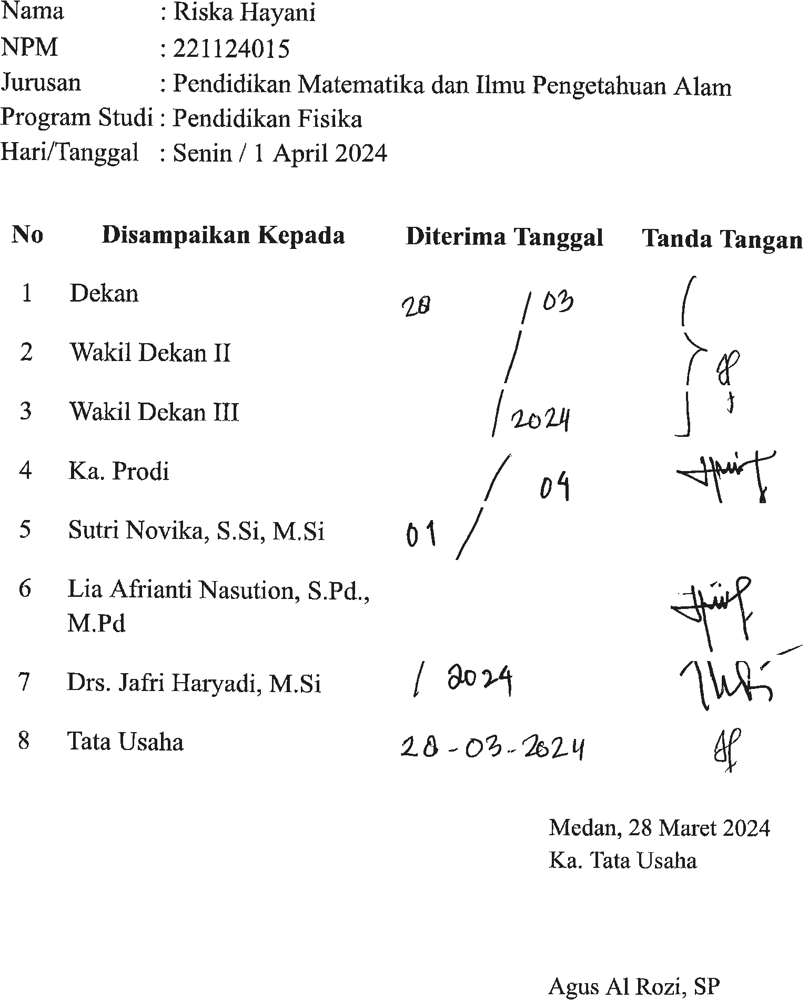 Nama : Riska Hayani
NPM : 221124015
Jurusan : Pendidikan Matematika dan Ilmu Pengetahuan Alam
Program Studi : Pendidikan Fisika
Hari/Tanggal : Senin / 1 April 2024
No Disampaikan Kepada Diterima Tanggal Tanda Tangan
1 Dekan 28 / 03
2 Wakil Dekan II
3 Wakil Dekan III / 2024
4 Ka. Prodi / 04
5 Sutri Novika, S.Si, M.Si 01
6 Lia Afrianti Nasution, S.Pd.,
M.Pd
7 Drs. Jafri Haryadi, M.Si / 2024
8 Tata Usaha 28-03-2024
Medan, 28 Maret 2024
Ka. Tata Usaha
Agus Al Rozi, SP